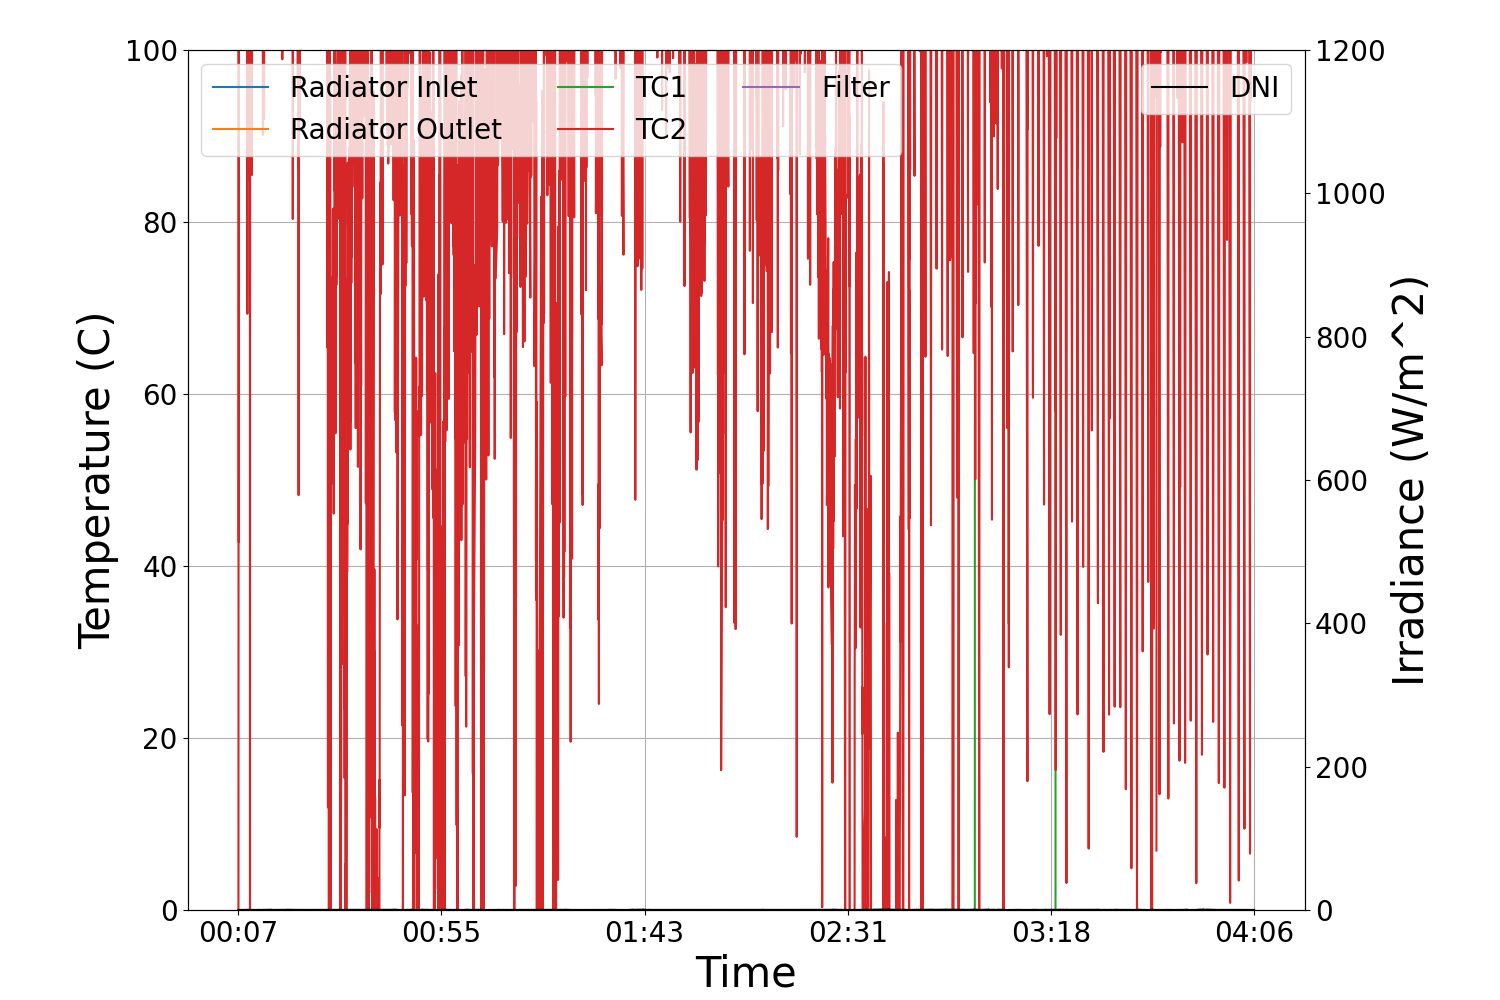 100
80
60
40
20
0
Temperature (C)
Radiator Inlet
Radiator Outlet
TC1
TC2
Filter
DNI
1200
1000
800
600
400
200
0
Irradiance (W/m^2)
00:07
00:55
01:43
02:31
03:18
04:06
Time